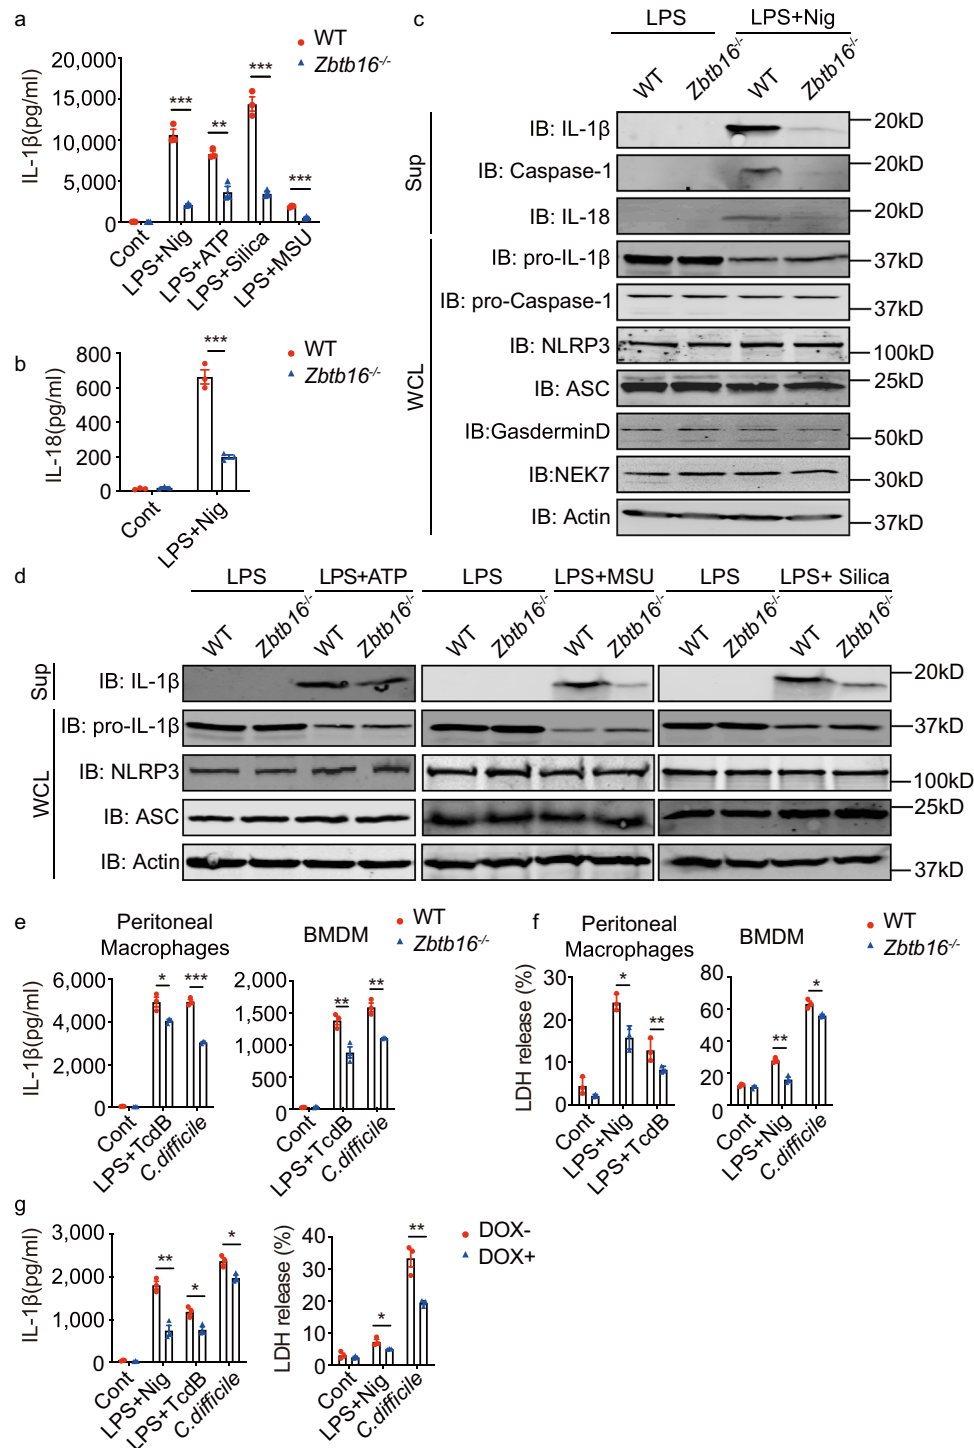 a
WT
Zbtb16-/-
IL-1β(pg/ml)
20,000
15,000
10,000
5,000
0
***
**
***
***
Cont
LPS+Nig
LPS+ATP
LPS+Silica
LPS+MSU
b
WT
Zbtb16-/-
IL-18(pg/ml)
800
600
400
200
0
***
Cont
LPS+Nig
c
LPS
LPS+Nig
WT
Zbtb16-/-
WT
Zbtb16-/-
Sup
IB: IL-1β
20kD
IB: Caspase-1
20kD
IB: IL-18
20kD
WCL
IB: pro-IL-1β
37kD
IB: pro-Caspase-1
37kD
IB: NLRP3
100kD
IB: ASC
25kD
IB:GasderminD
50kD
IB:NEK7
30kD
IB: Actin
37kD
d
LPS
LPS+ATP
LPS
LPS+MSU
LPS
LPS+ Silica
WT
Zbtb16-/-
WT
Zbtb16-/-
WT
Zbtb16-/-
WT
Zbtb16-/-
WT
Zbtb16-/-
WT
Zbtb16-/-
Sup
IB: IL-1β
20kD
WCL
IB: pro-IL-1β
37kD
IB: NLRP3
100kD
IB: ASC
25kD
IB: Actin
37kD
e
Peritoneal
Macrophages
BMDM
WT
Zbtb16-/-
IL-1β(pg/ml)
6,000
4,000
2,000
0
*
***
Cont
LPS+TcdB
C.difficile
2,000
1,500
1,000
500
0
**
**
Cont
LPS+TcdB
C.difficile
f
Peritoneal
Macrophages
BMDM
WT
Zbtb16-/-
LDH release (%)
30
20
10
0
*
**
Cont
LPS+Nig
LPS+TcdB
80
60
40
20
0
**
*
Cont
LPS+Nig
C.difficile
g
IL-1β(pg/ml)
3,000
2,000
1,000
0
**
*
*
Cont
LPS+Nig
LPS+TcdB
C.difficile
LDH release (%)
40
30
20
10
0
*
**
Cont
LPS+Nig
C.difficile
DOX-
DOX+